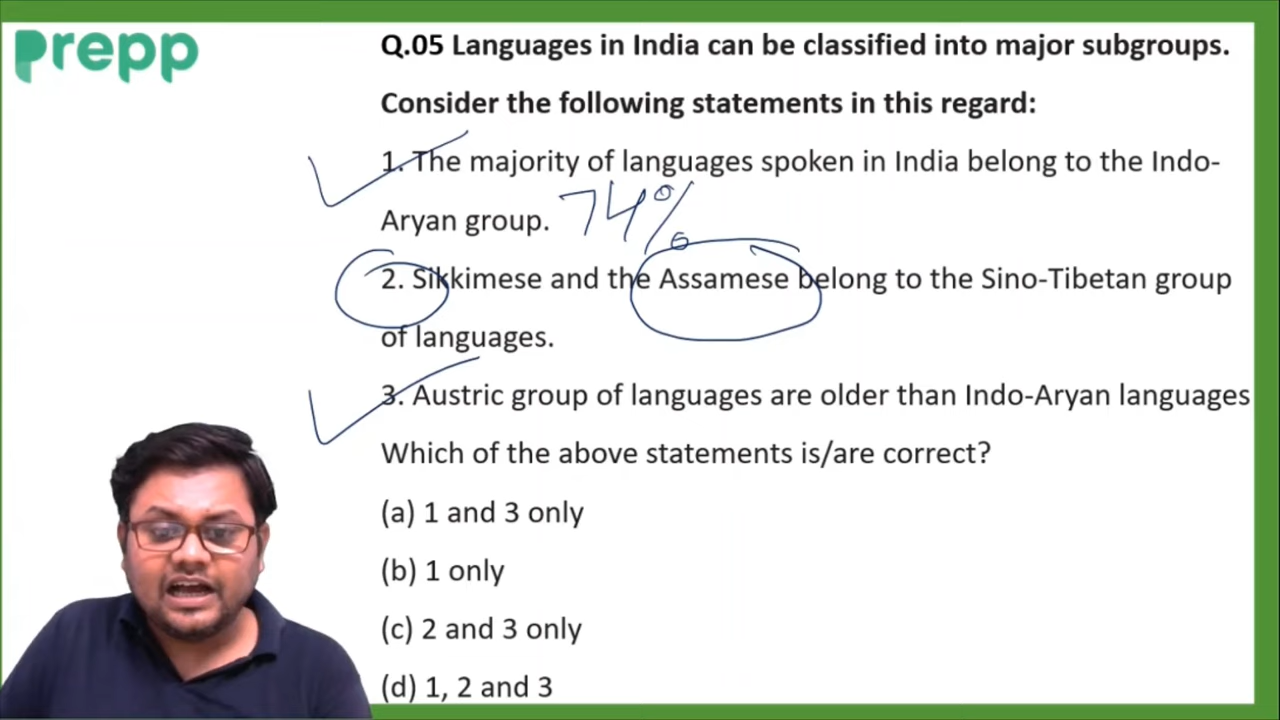 Prepp
Q.05 Languages in India can be classified into major subgroups.
Consider the following statements in this regard:
1. The majority of languages spoken in India belong to the Indo-
Aryan group. 74%
2. Sikkimese and the Assamese belong to the Sino-Tibetan group
of languages.
3. Austric group of languages are older than Indo-Aryan languages
Which of the above statements is/are correct?
(a) 1 and 3 only
(b) 1 only
(c) 2 and 3 only
(d) 1, 2 and 3